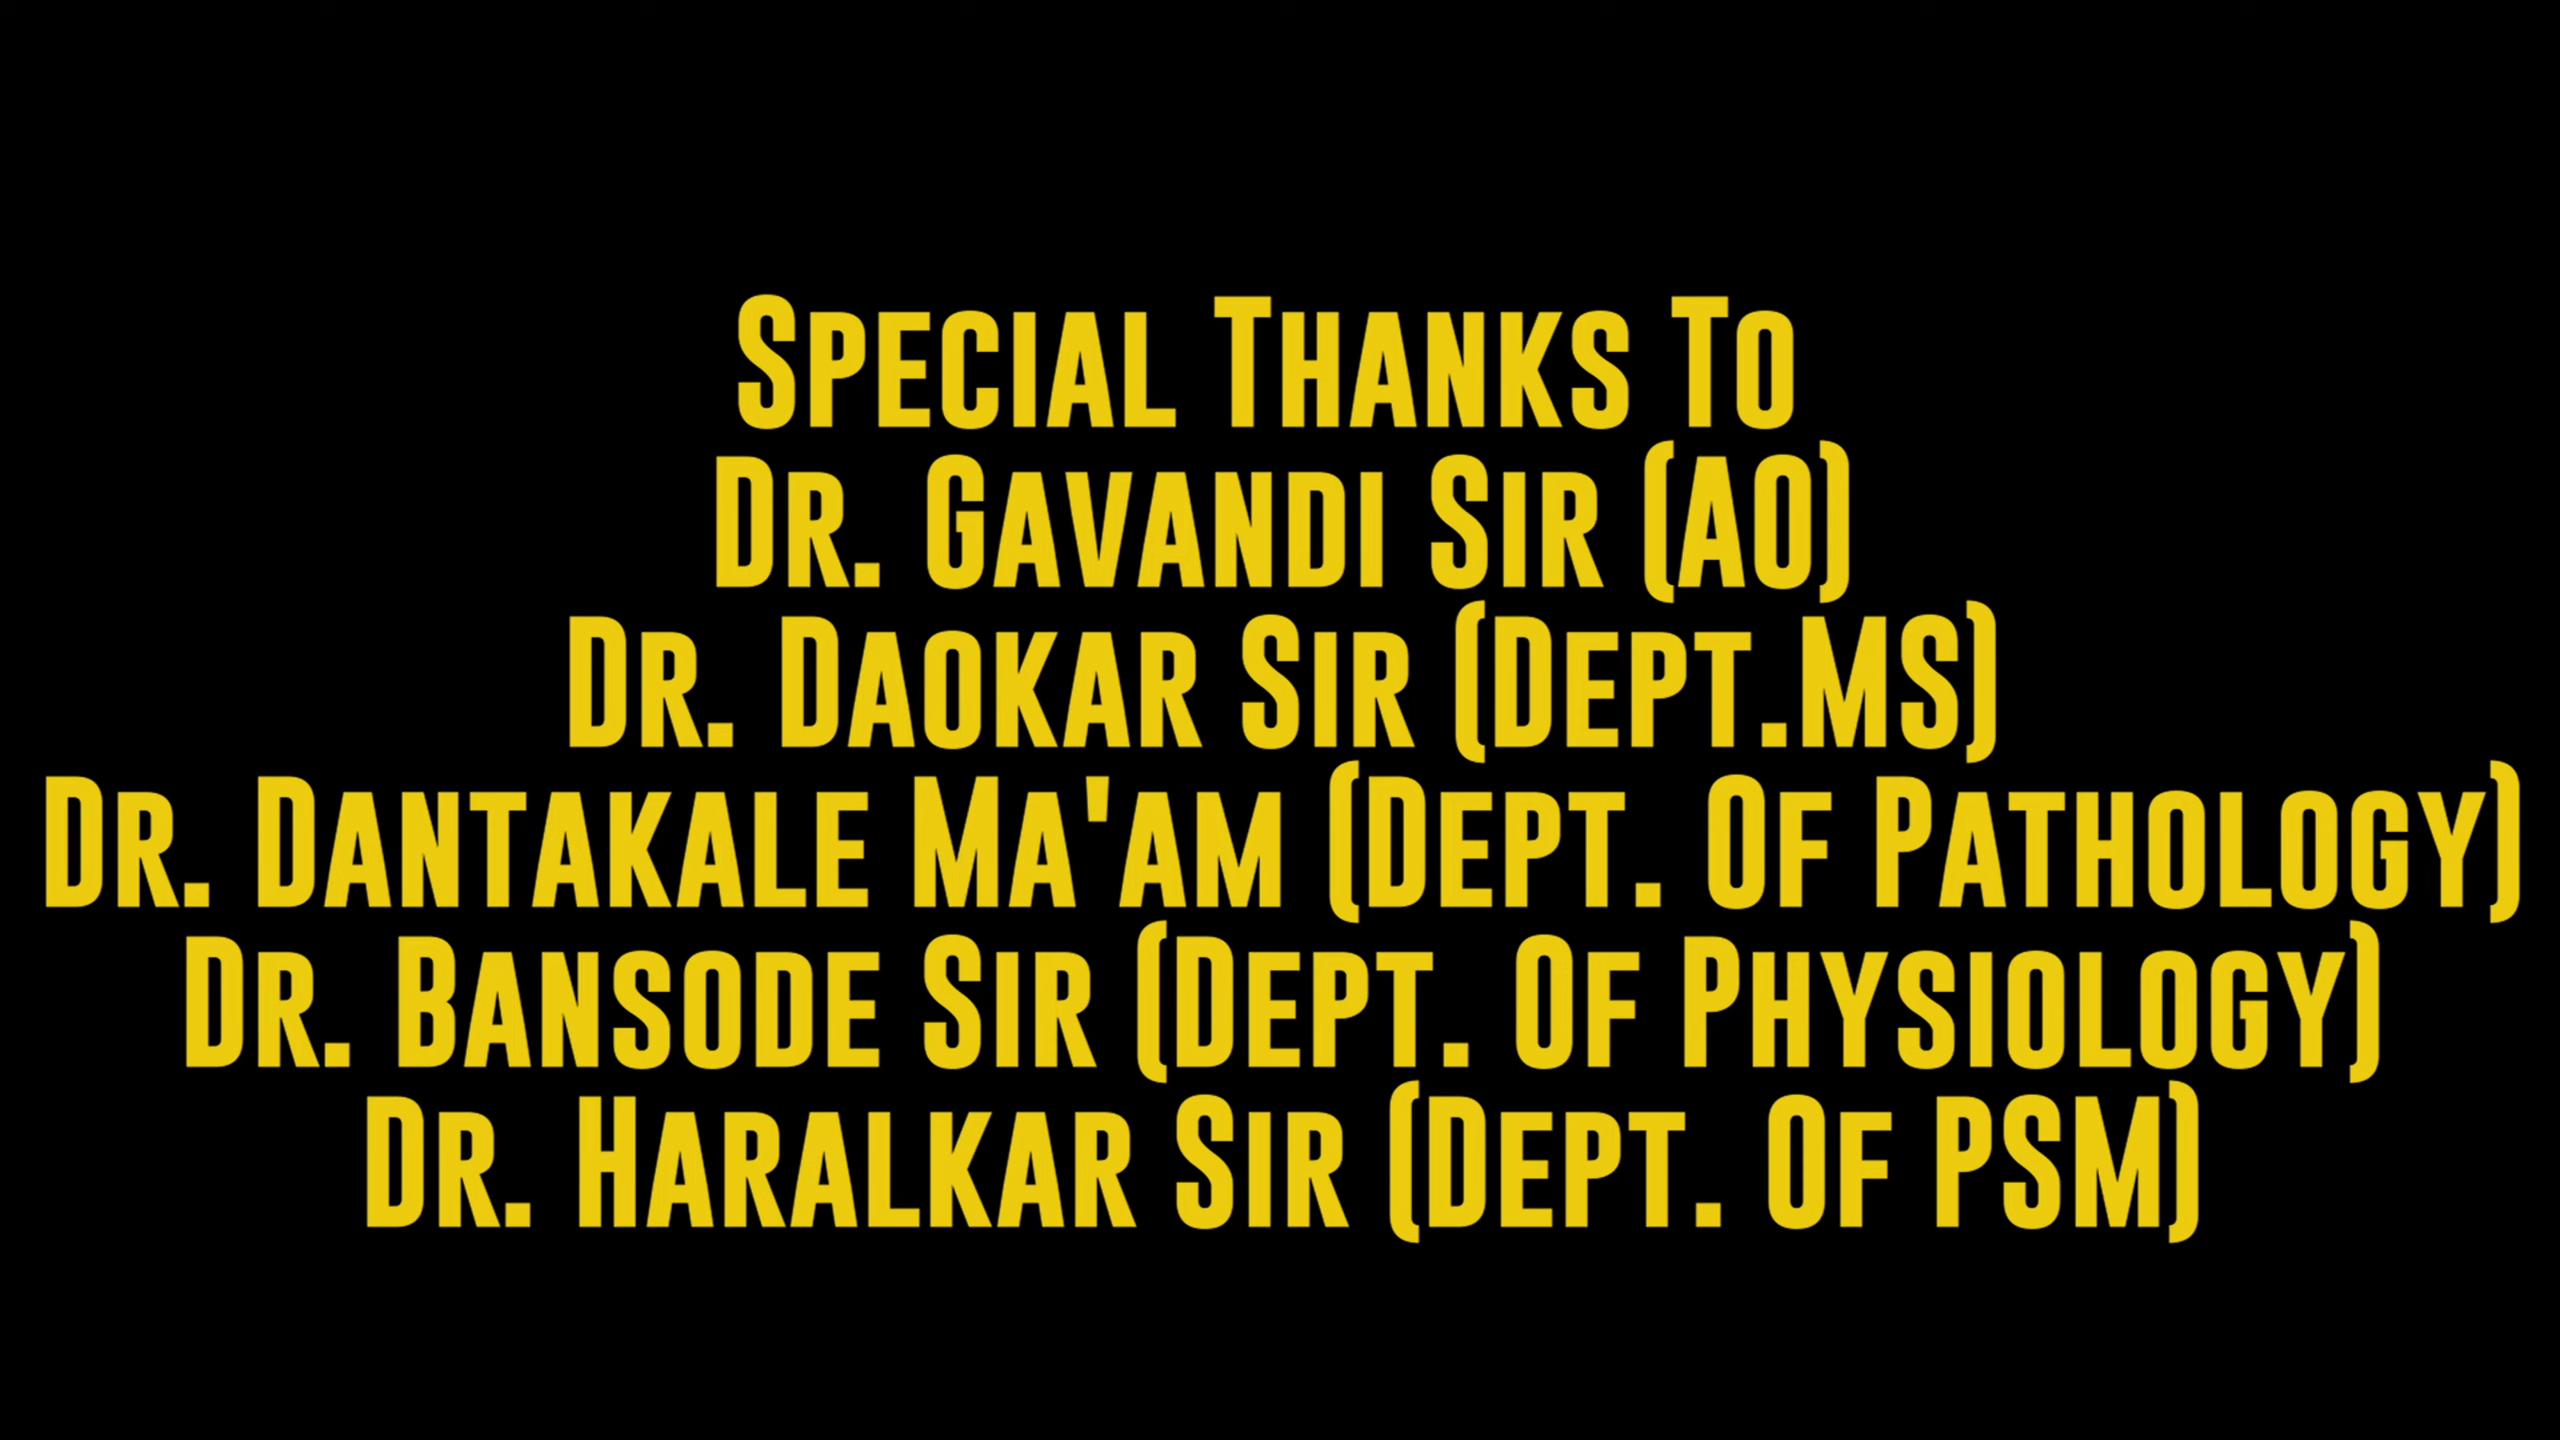 Special Thanks To
Dr. Gavandi Sir (AO)
Dr. Daokar Sir (Dept.MS)
Dr. Dantakale Ma'am (Dept. Of Pathology)
Dr. Bansode Sir (Dept. Of Physiology)
Dr. Haralkar Sir (Dept. Of PSM)